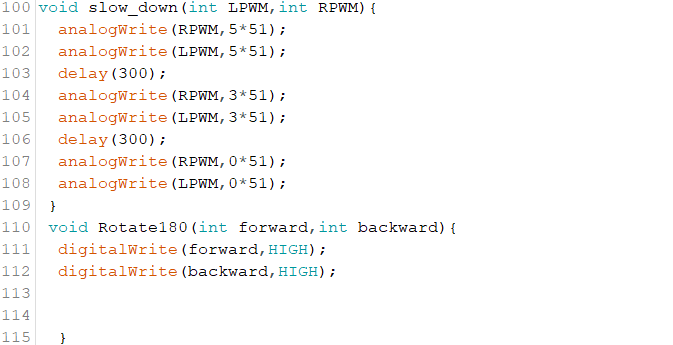 100 void slow_down(int LPWM,int RPWM){
101   analogWrite(RPWM,5*51);
102   analogWrite(LPWM,5*51);
103   delay(300);
104   analogWrite(RPWM,3*51);
105   analogWrite(LPWM,3*51);
106   delay(300);
107   analogWrite(RPWM,0*51);
108   analogWrite(LPWM,0*51);
109  }
110  void Rotate180(int forward,int backward){
111   digitalWrite(forward,HIGH);
112   digitalWrite(backward,HIGH);
113
114
115   }